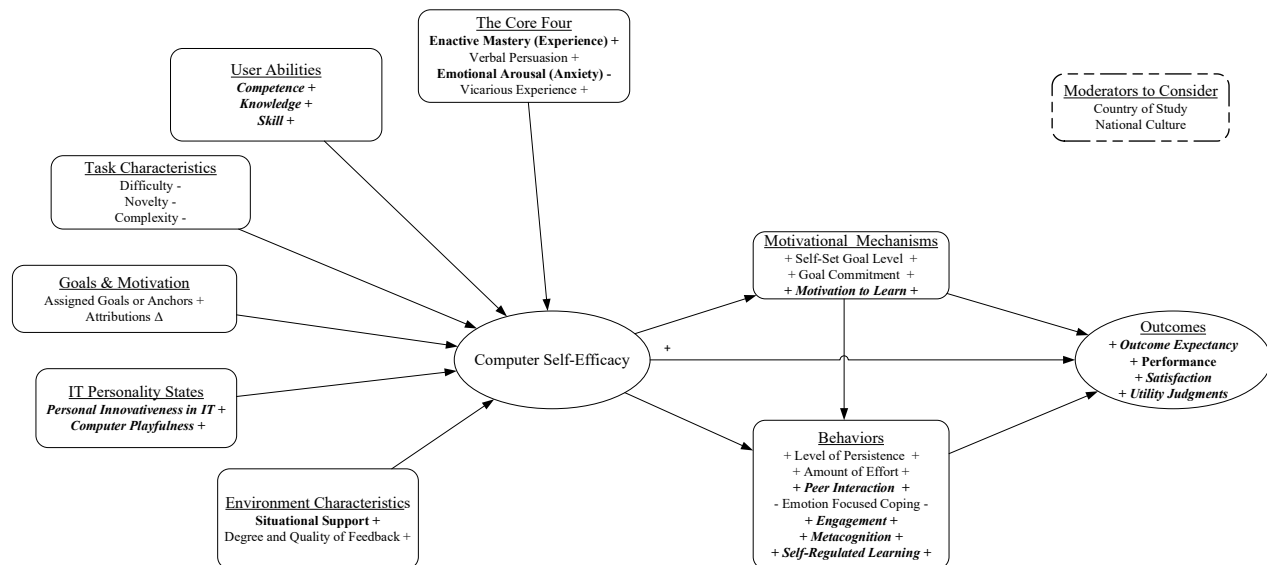 The Core Four
Enactive Mastery (Experience) +
Verbal Persuasion +
Emotional Arousal (Anxiety) -
Vicarious Experience +
User Abilities
Competence +
Knowledge +
Skill +
Moderators to Consider
Country of Study
National Culture
Task Characteristics
Difficulty -
Novelty -
Complexity -
Goals & Motivation
Assigned Goals or Anchors +
Attributions Δ
IT Personality States
Personal Innovativeness in IT +
Computer Playfulness +
Environment Characteristics
Situational Support +
Degree and Quality of Feedback +
Computer Self-Efficacy
+
Motivational Mechanisms
+ Self-Set Goal Level +
+ Goal Commitment +
+ Motivation to Learn +
Behaviors
+ Level of Persistence +
+ Amount of Effort +
+ Peer Interaction +
- Emotion Focused Coping -
+ Engagement +
+ Metacognition +
+ Self-Regulated Learning +
Outcomes
+ Outcome Expectancy
+ Performance
+ Satisfaction
+ Utility Judgments